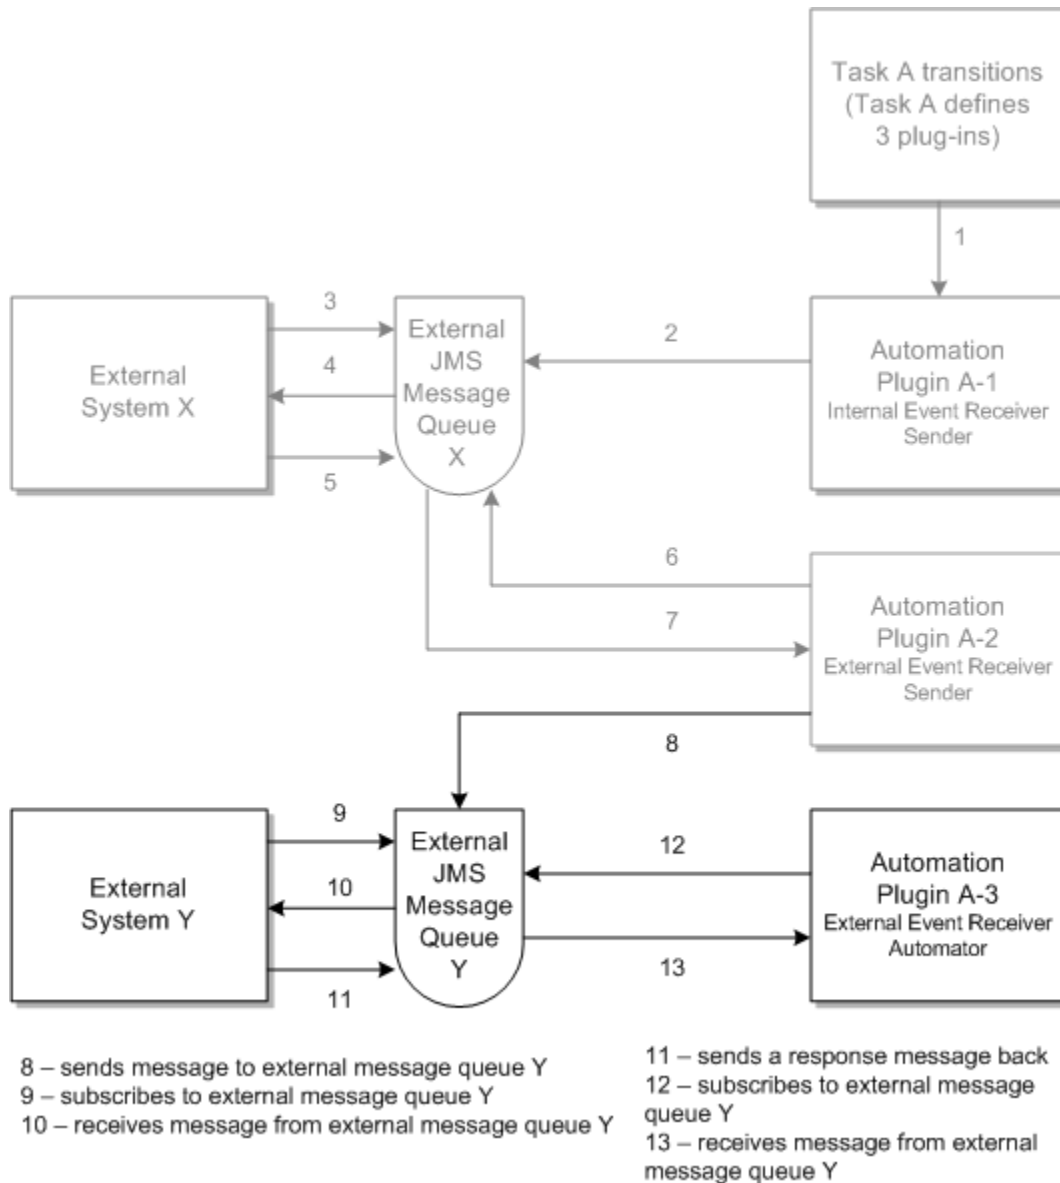 Task A transitions
(Task A defines
3 plug-ins)
1
External
System X
3
4
5
External
JMS
Message
Queue
X
2
Automation
Plugin A-1
Internal Event Receiver
Sender
6
7
Automation
Plugin A-2
External Event Receiver
Sender
8
External
System Y
9
10
11
External
JMS
Message
Queue
Y
12
13
Automation
Plugin A-3
External Event Receiver
Automator
8 – sends message to external message queue Y
9 – subscribes to external message queue Y
10 – receives message from external message queue Y
11 – sends a response message back
12 – subscribes to external message
queue Y
13 – receives message from external
message queue Y